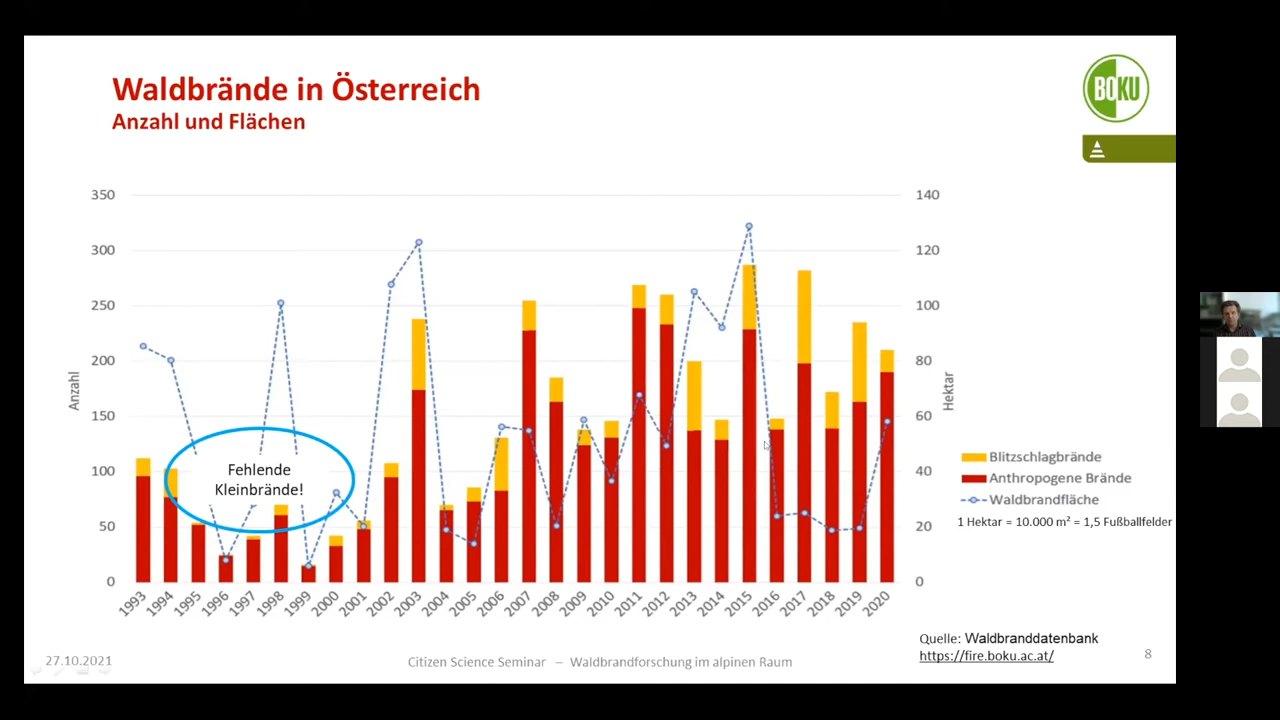 Waldbrände in Österreich
Anzahl und Flächen
BOKU
350
300
250
200
150
100
50
0
Anzahl
140
120
100
80
60
40
20
0
Hektar
Fehlende
Kleinbrände!
1993 1994 1995 1996 1997 1998 1999 2000 2001 2002 2003 2004 2005 2006 2007 2008 2009 2010 2011 2012 2013 2014 2015 2016 2017 2018 2019 2020
Blitzschlagbrände
Anthropogene Brände
Waldbrandfläche
1 Hektar = 10.000 m² = 1,5 Fußballfelder
Quelle: Waldbranddatenbank
https://fire.boku.ac.at/
27.10.2021
Citizen Science Seminar – Waldbrandforschung im alpinen Raum
8